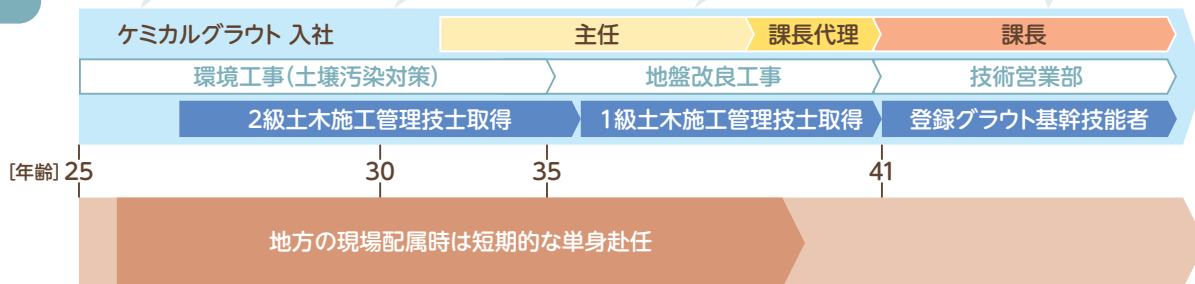 ケミカルグラウト 入社 主任 課長代理 課長
環境工事(土壌汚染対策) 地盤改良工事 技術営業部
2級土木施工管理技士取得 1級土木施工管理技士取得 登録グラウト基幹技能者
[年齢] 25 30 35 41
地方の現場配属時は短期的な単身赴任